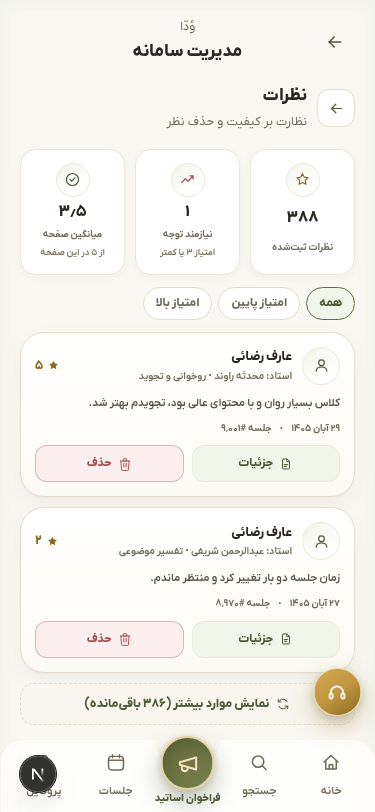 وُدّا
مدیریت سامانه
نظرات
نظارت بر کیفیت و حذف نظر
۳۸۸
نظرات ثبت‌شده
۱
نیازمند توجه
امتیاز ۳ یا کمتر
۳٫۵
میانگین صفحه
از ۵ در این صفحه
همه
امتیاز پایین
امتیاز بالا
عارف رضائی
۵
استاد: محدثه راوند • روخوانی و تجوید
کلاس بسیار روان و با محتوای عالی بود، تجویدم بهتر شد.
۲۹ آبان ۱۴۰۵ • جلسه #۹٬۰۰۱
جزئیات
حذف
عارف رضائی
۲
استاد: عبدالرحمن شریفی • تفسیر موضوعی
زمان جلسه دو بار تغییر کرد و منتظر ماندم.
۲۷ آبان ۱۴۰۵ • جلسه #۸٬۹۷۰
جزئیات
حذف
نمایش موارد بیشتر (۳۸۶ باقی‌مانده)
خانه
جستجو
فراخوان اساتید
جلسات
N